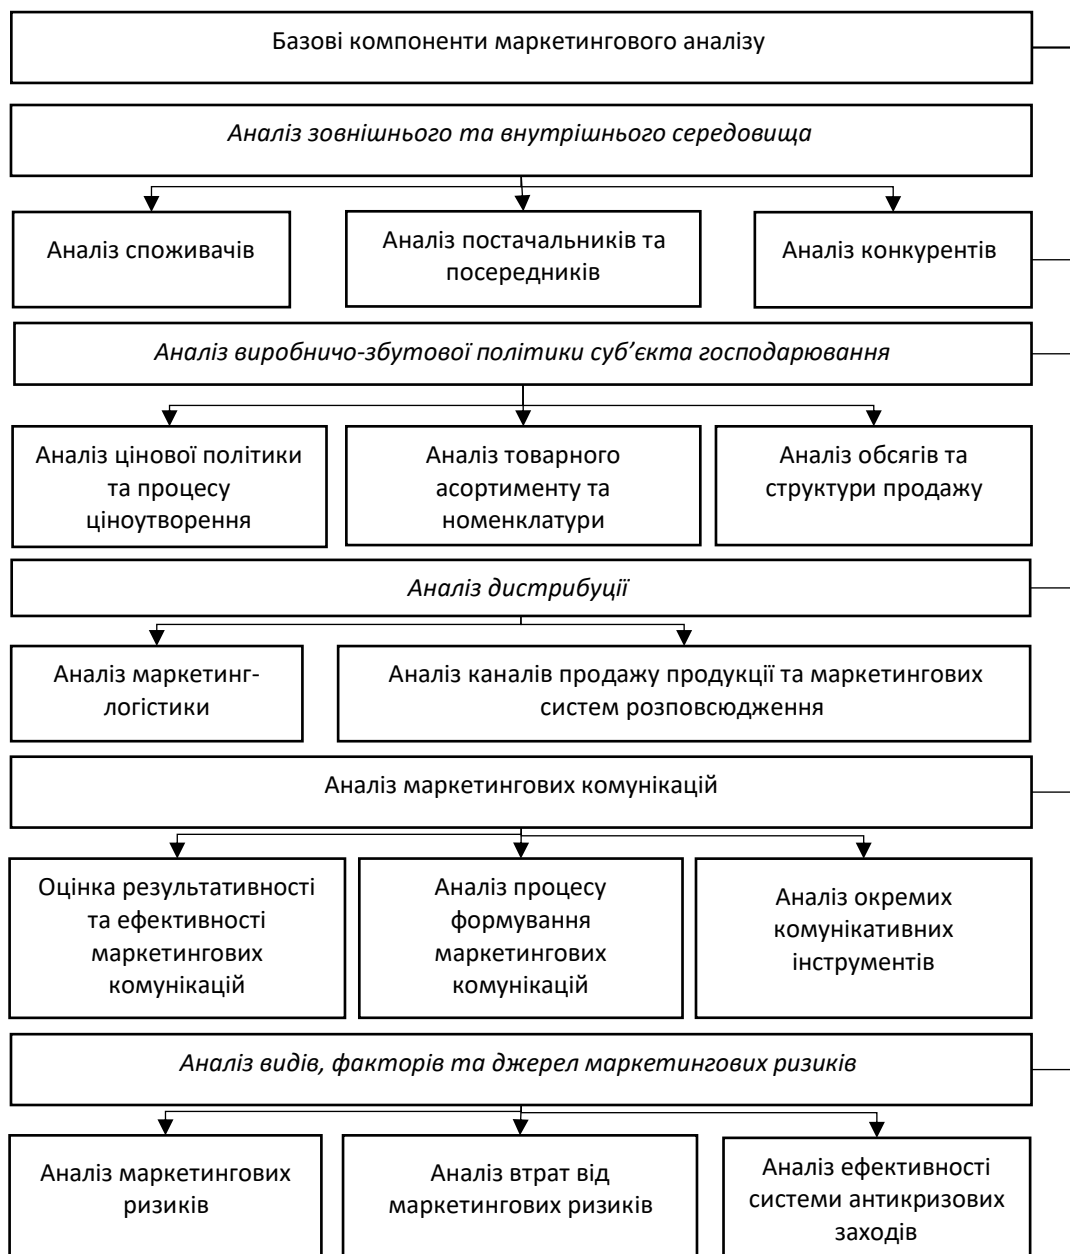 Базові компоненти маркетингового аналізу
Аналіз зовнішнього та внутрішнього середовища
Аналіз споживачів
Аналіз постачальників та
посередників
Аналіз конкурентів
Аналіз виробничо-збутової політики суб’єкта господарювання
Аналіз цінової політики
та процесу
ціноутворення
Аналіз товарного
асортименту та
номенклатури
Аналіз обсягів та
структури продажу
Аналіз дистрибуції
Аналіз маркетинг-
логістики
Аналіз каналів продажу продукції та маркетингових
систем розповсюдження
Аналіз маркетингових комунікацій
Оцінка результативності
та ефективності
маркетингових
комунікацій
Аналіз процесу
формування
маркетингових
комунікацій
Аналіз окремих
комунікативних
інструментів
Аналіз видів, факторів та джерел маркетингових ризиків
Аналіз маркетингових
ризиків
Аналіз втрат від
маркетингових ризиків
Аналіз ефективності
системи антикризових
заходів